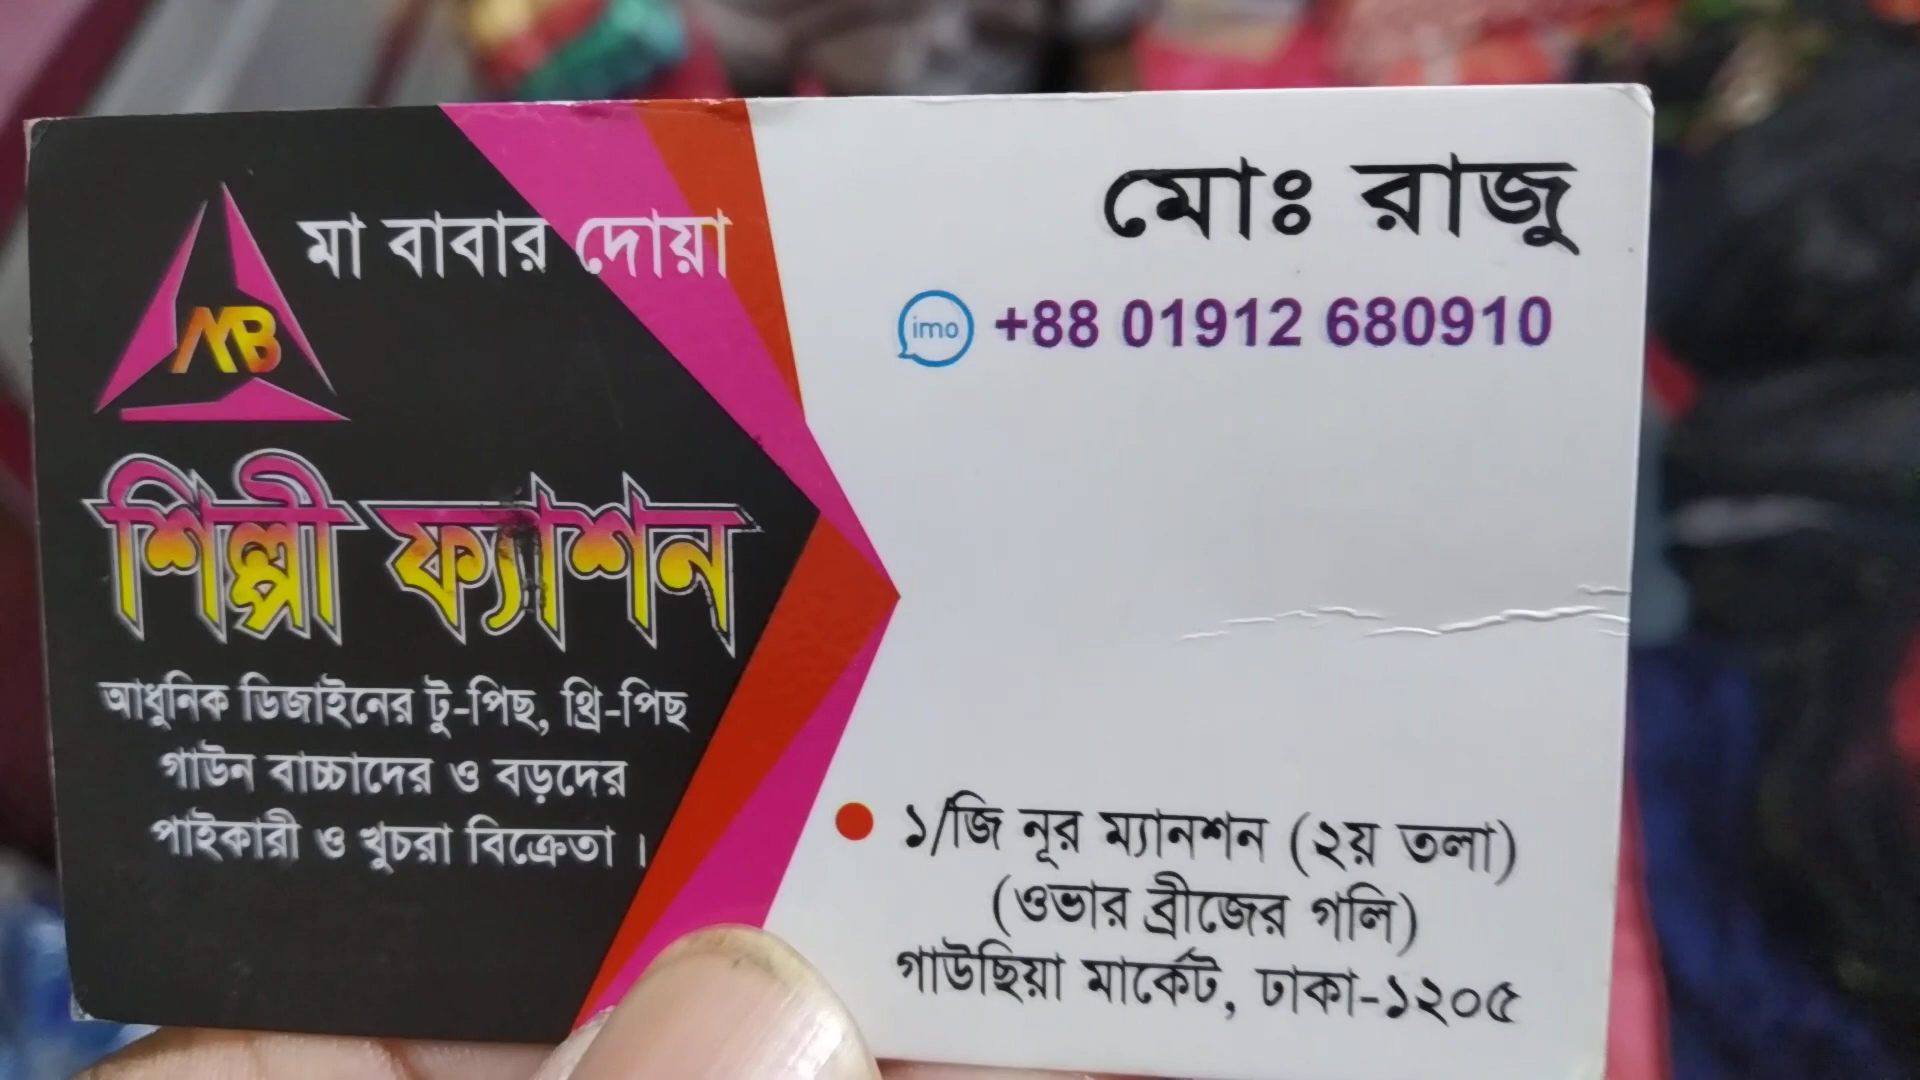 মা বাবার দোয়া
MB
শিল্পী ফ্যাশন
আধুনিক ডিজাইনের টু-পিছ, থ্রি-পিছ
গাউন বাচ্চাদের ও বড়দের
পাইকারী ও খুচরা বিক্রেতা ।
মোঃ রাজু
imo +88 01912 680910
১/জি নূর ম্যানশন (২য় তলা)
(ওভার ব্রীজের গলি)
গাউছিয়া মার্কেট, ঢাকা-১২০৫